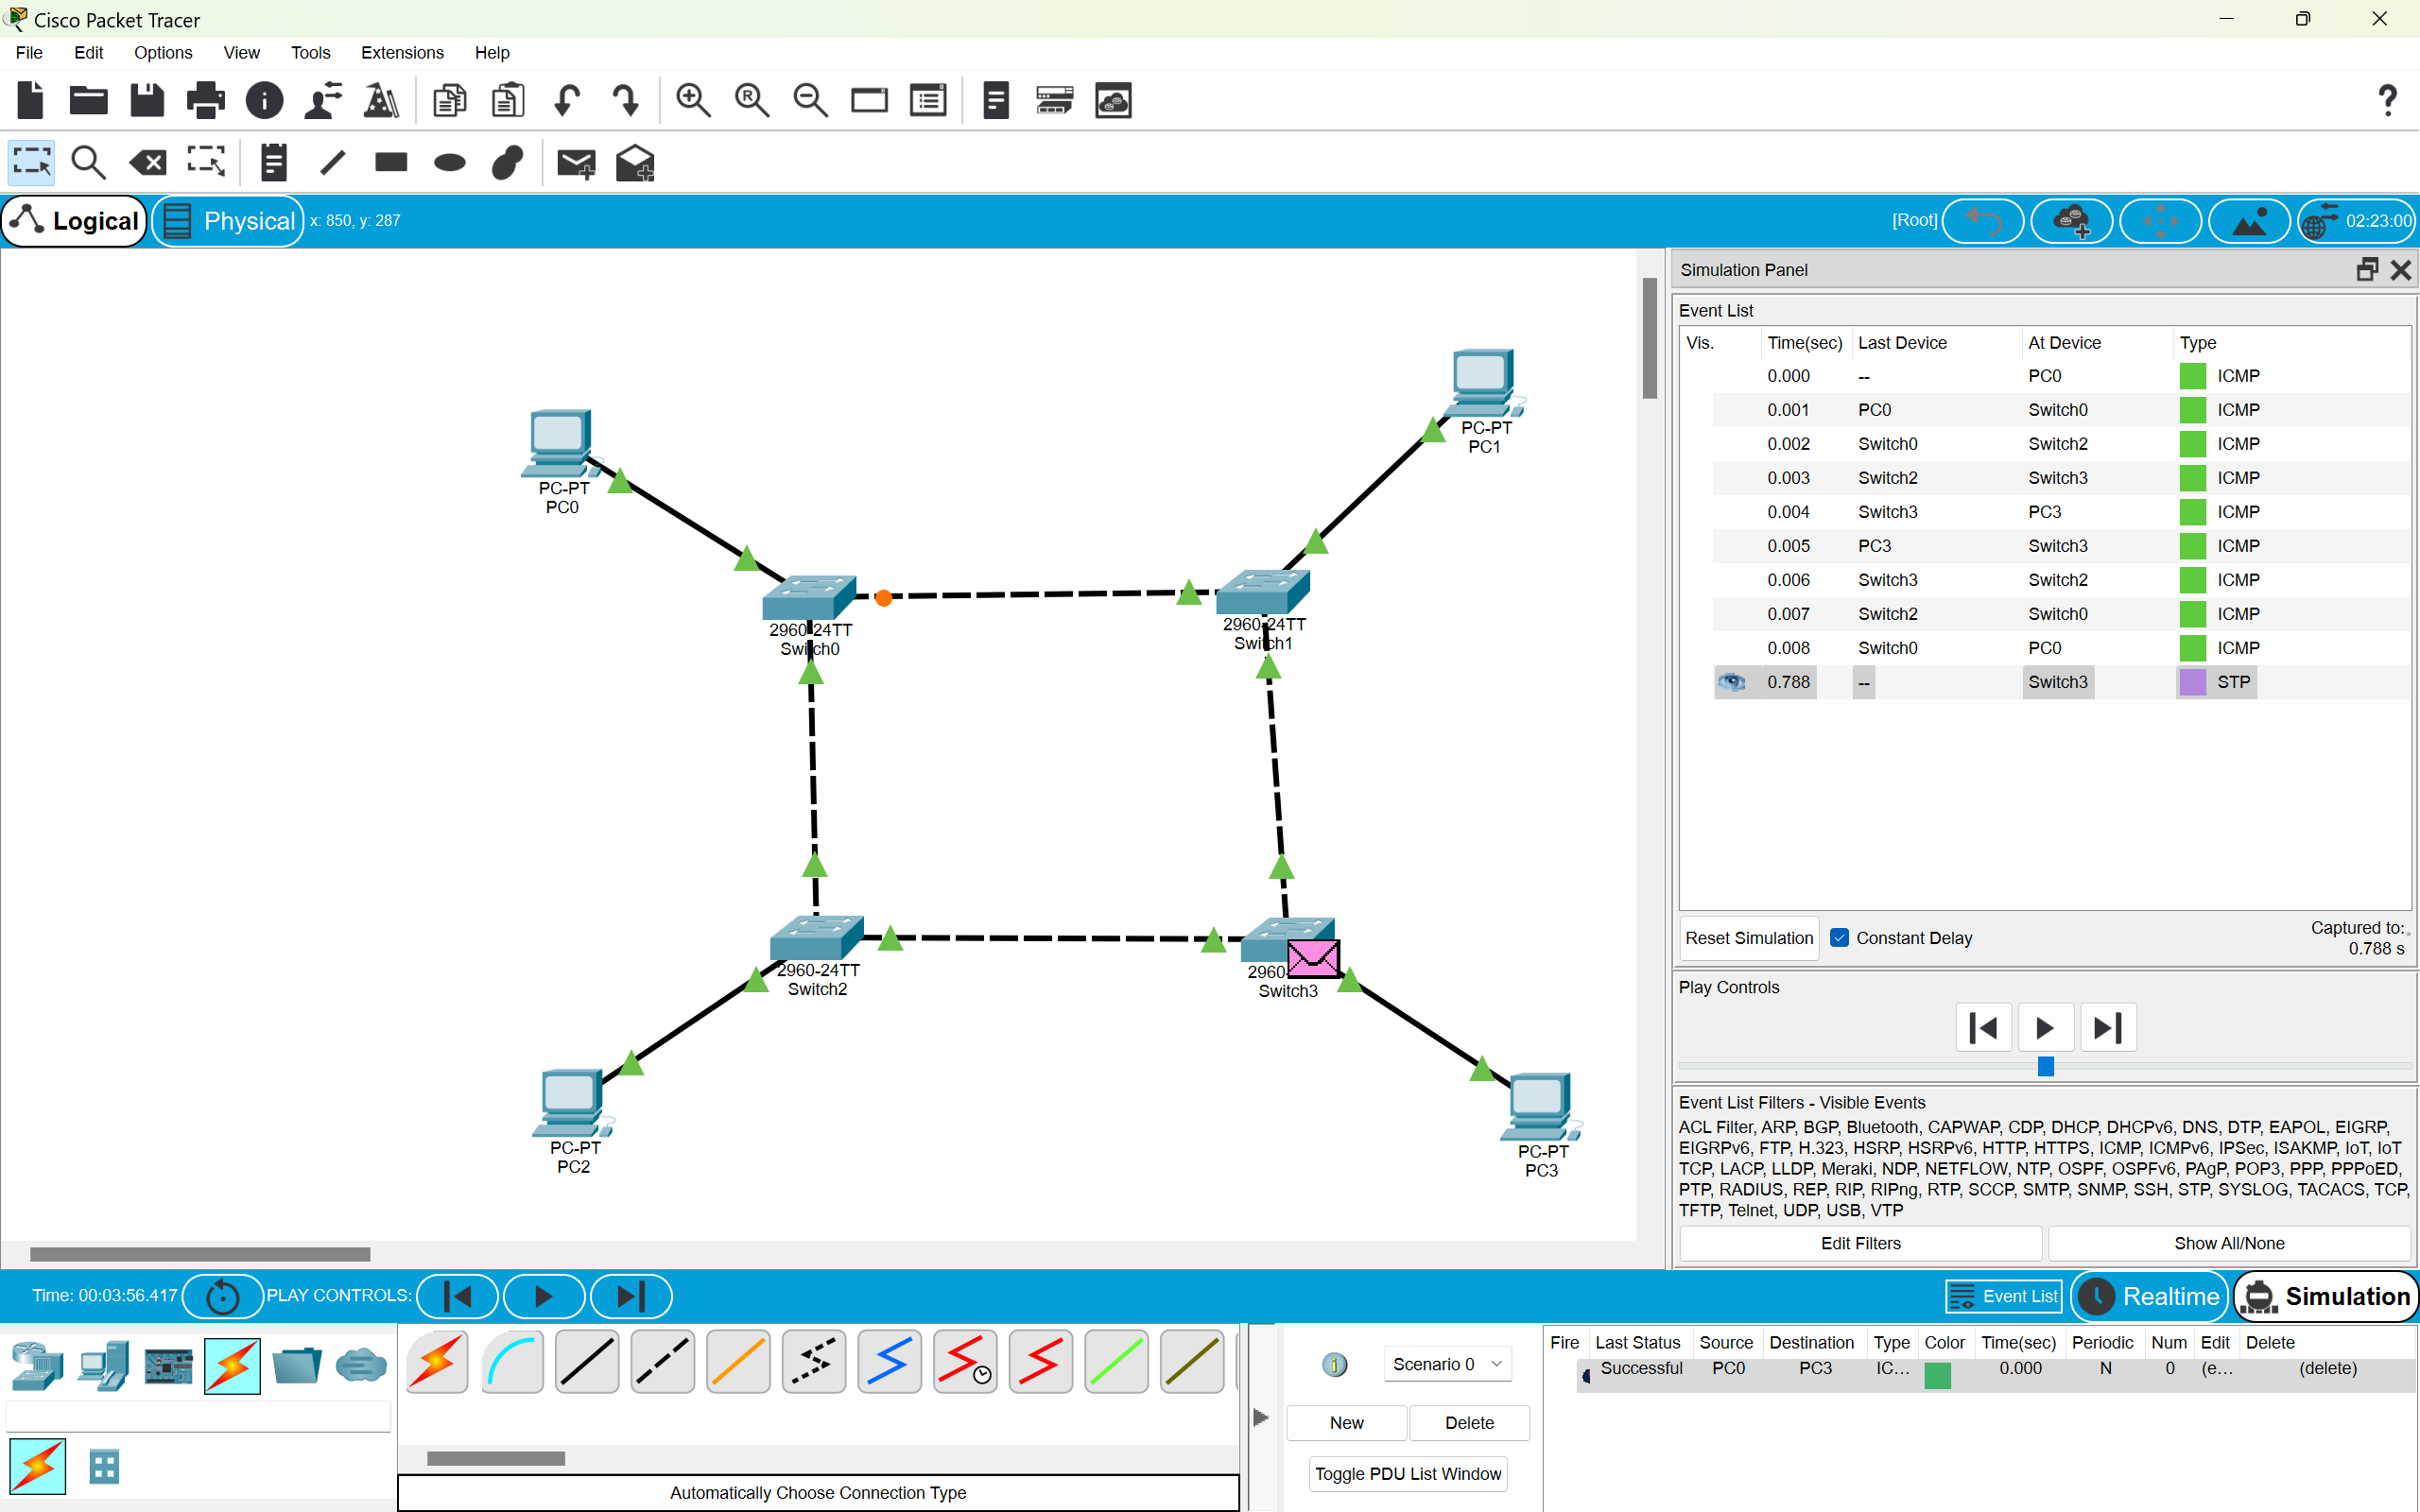 Cisco Packet Tracer
File Edit Options View Tools Extensions Help
Logical Physical x: 850, y: 287 [Root] 02:23:00
Simulation Panel
Event List
Vis. Time(sec) Last Device At Device Type
0.000 -- PC0 ICMP
0.001 PC0 Switch0 ICMP
0.002 Switch0 Switch2 ICMP
0.003 Switch2 Switch3 ICMP
0.004 Switch3 PC3 ICMP
0.005 PC3 Switch3 ICMP
0.006 Switch3 Switch2 ICMP
0.007 Switch2 Switch0 ICMP
0.008 Switch0 PC0 ICMP
0.788 -- Switch3 STP
PC-PT
PC0
PC-PT
PC1
2960-24TT
Switch0
2960-24TT
Switch1
2960-24TT
Switch2
2960-
Switch3
PC-PT
PC2
PC-PT
PC3
Reset Simulation Constant Delay Captured to:
0.788 s
Play Controls
Event List Filters - Visible Events
ACL Filter, ARP, BGP, Bluetooth, CAPWAP, CDP, DHCP, DHCPv6, DNS, DTP, EAPOL, EIGRP,
EIGRPv6, FTP, H.323, HSRP, HSRPv6, HTTP, HTTPS, ICMP, ICMPv6, IPSec, ISAKMP, IoT, IoT
TCP, LACP, LLDP, Meraki, NDP, NETFLOW, NTP, OSPF, OSPFv6, PAgP, POP3, PPP, PPPoED,
PTP, RADIUS, REP, RIP, RIPng, RTP, SCCP, SMTP, SNMP, SSH, STP, SYSLOG, TACACS, TCP,
TFTP, Telnet, UDP, USB, VTP
Edit Filters Show All/None
Time: 00:03:56.417 PLAY CONTROLS: Event List Realtime Simulation
Scenario 0
New Delete
Toggle PDU List Window
Fire Last Status Source Destination Type Color Time(sec) Periodic Num Edit Delete
Successful PC0 PC3 IC... 0.000 N 0 (e... (delete)
Automatically Choose Connection Type